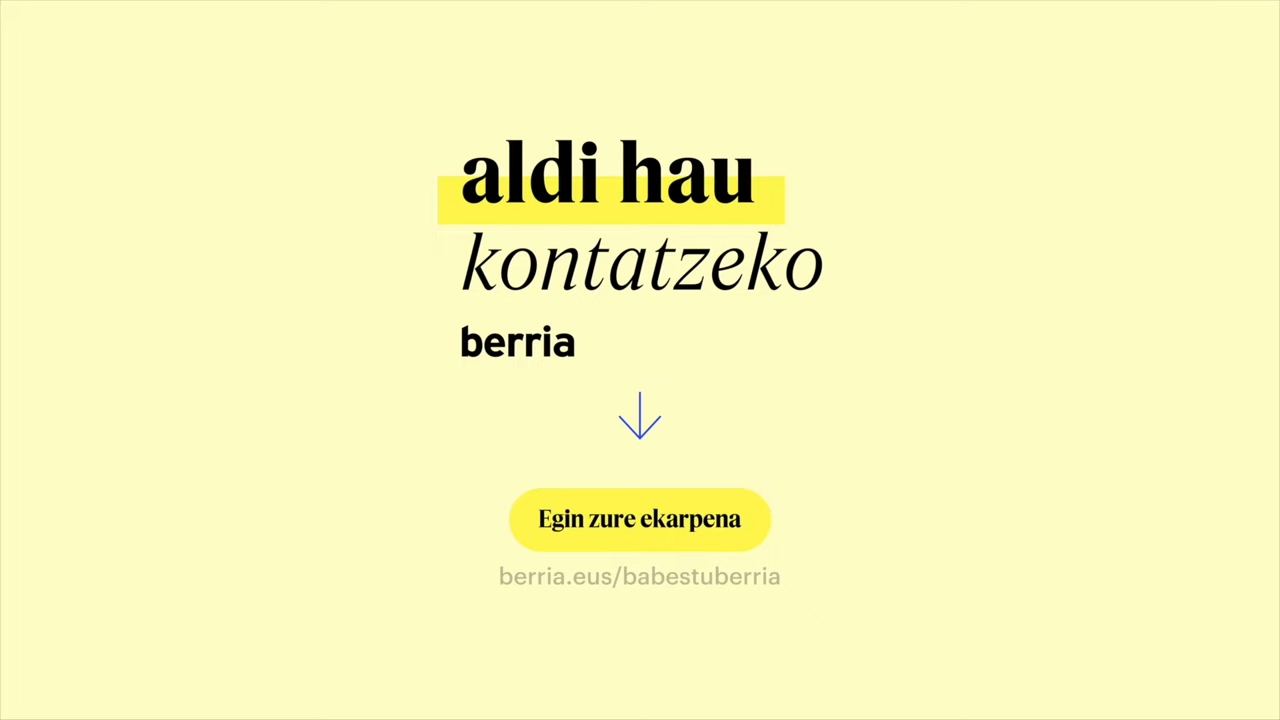 aldi hau
kontatzeko
berria
Egin zure ekarpena
berria.eus/babestuberria